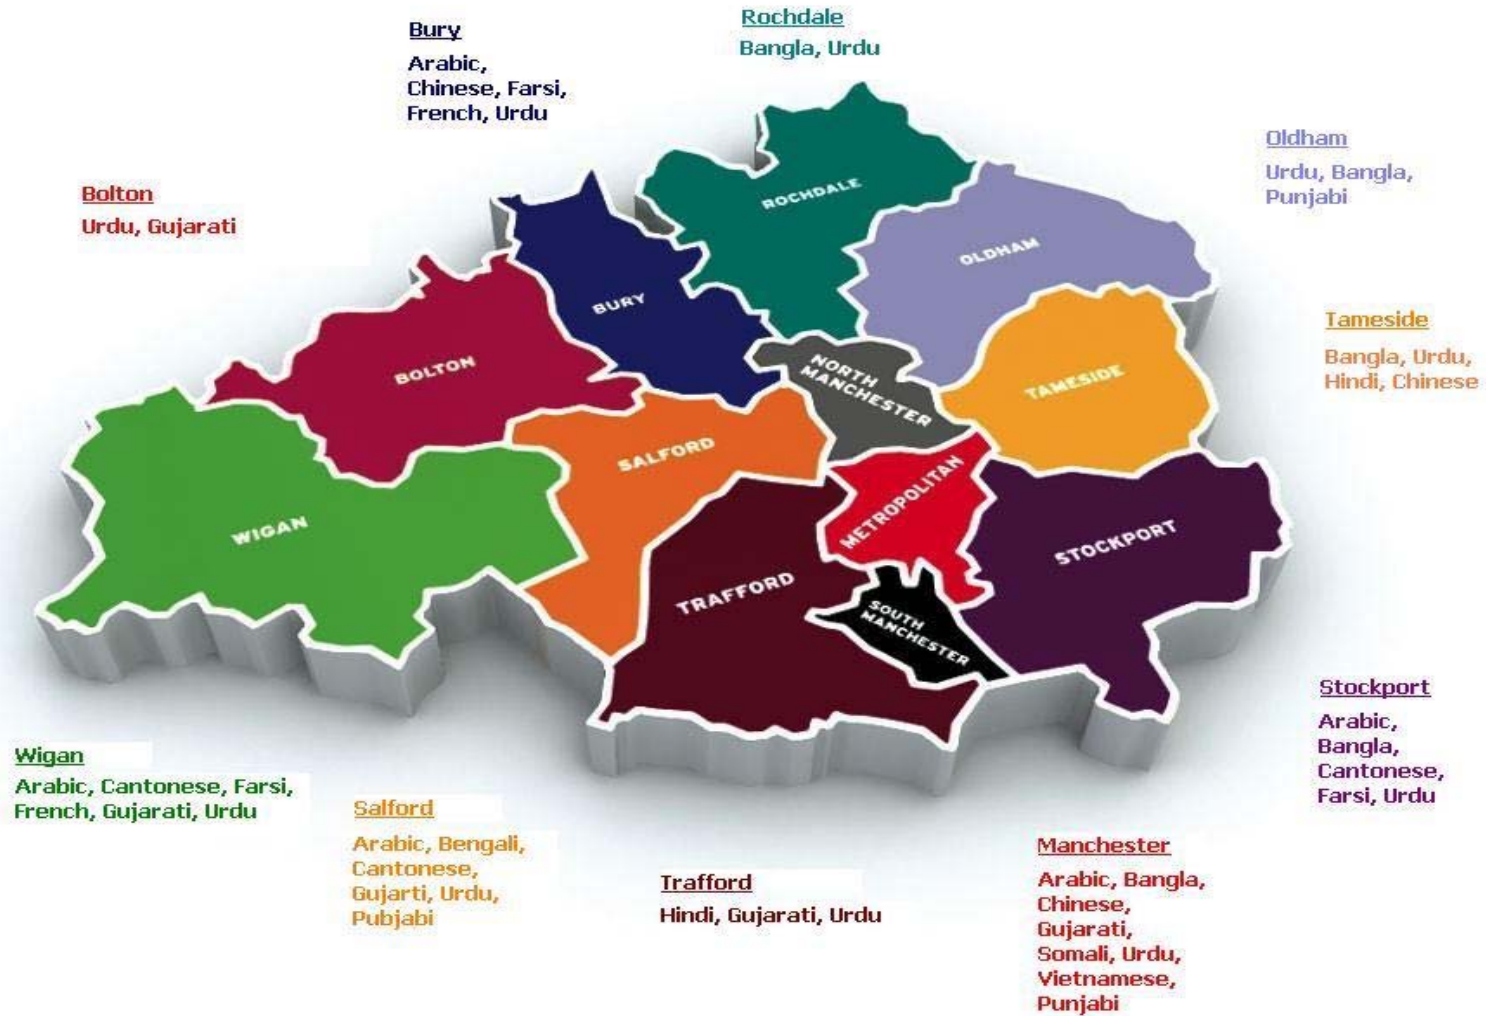 Rochdale
Bangla, Urdu
Bury
Arabic,
Chinese, Farsi,
French, Urdu
Oldham
Urdu, Bangla,
Punjabi
Bolton
Urdu, Gujarati
ROCHDALE
OLDHAM
BURY
Tameside
Bangla, Urdu,
Hindi, Chinese
BOLTON
NORTH
MANCHESTER
TAMESIDE
SALFORD
METROPOLITAN
WIGAN
STOCKPORT
TRAFFORD
SOUTH
MANCHESTER
Stockport
Arabic,
Bangla,
Cantonese,
Farsi, Urdu
Wigan
Arabic, Cantonese, Farsi,
French, Gujarati, Urdu
Salford
Arabic, Bengali,
Cantonese,
Gujarti, Urdu,
Pubjabi
Trafford
Hindi, Gujarati, Urdu
Manchester
Arabic, Bangla,
Chinese,
Gujarati,
Somali, Urdu,
Vietnamese,
Punjabi